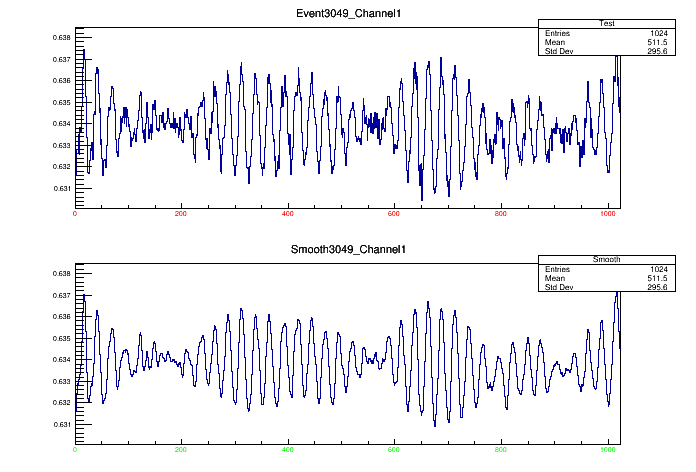 Event3049_Channel1
Test
Entries 1024
Mean 511.5
Std Dev 295.6
0.638
0.637
0.636
0.635
0.634
0.633
0.632
0.631
0 200 400 600 800 1000
Smooth3049_Channel1
Smooth
Entries 1024
Mean 511.5
Std Dev 295.6
0.638
0.637
0.636
0.635
0.634
0.633
0.632
0.631
0 200 400 600 800 1000